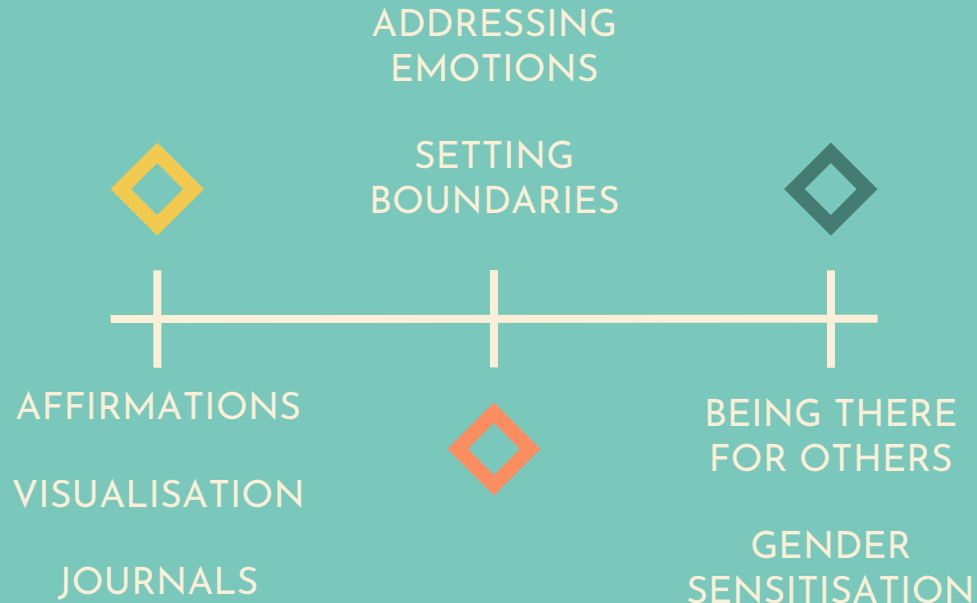 ADDRESSING
EMOTIONS
SETTING
BOUNDARIES
AFFIRMATIONS
VISUALISATION
JOURNALS
BEING THERE
FOR OTHERS
GENDER
SENSITISATION